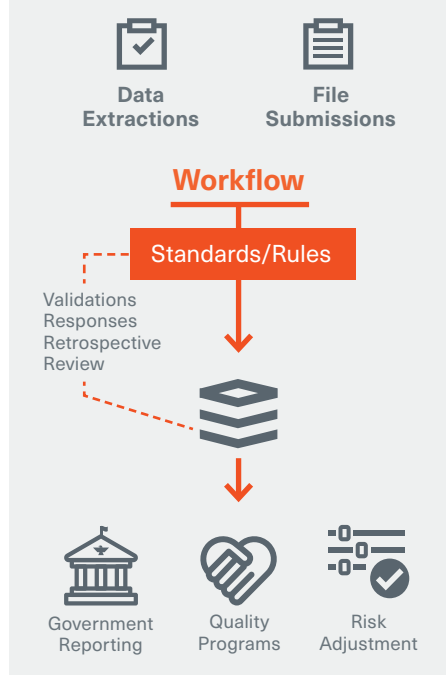 Data
Extractions
File
Submissions
Workflow
Standards/Rules
Validations
Responses
Retrospective
Review
Government
Reporting
Quality
Programs
Risk
Adjustment